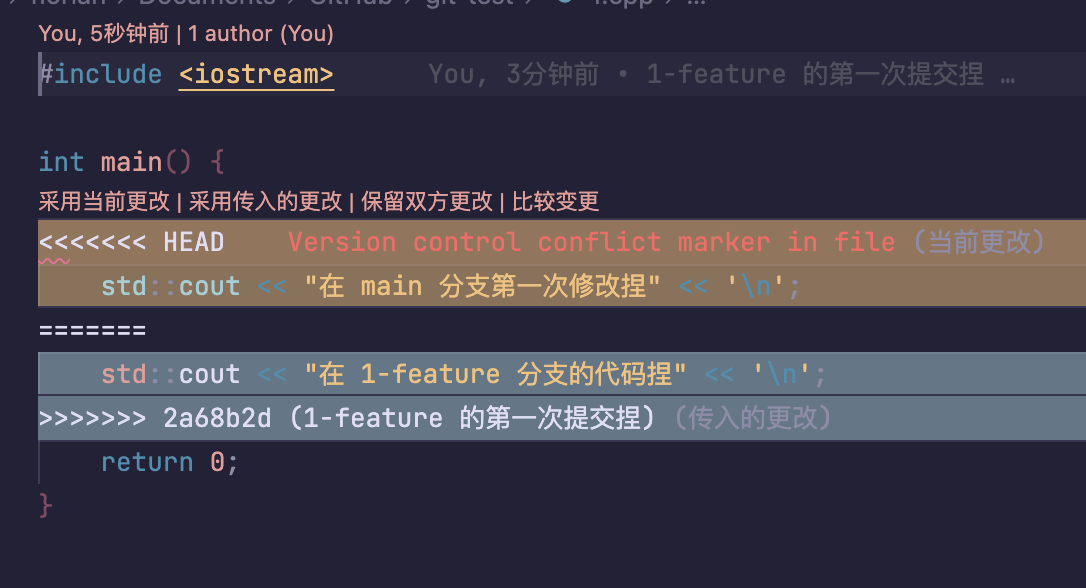 You, 5秒钟前 | 1 author (You)
#include <iostream> You, 3分钟前 • 1-feature 的第一次提交捏 …
int main() {
采用当前更改 | 采用传入的更改 | 保留双方更改 | 比较变更
<<<<<<< HEAD Version control conflict marker in file (当前更改)
std::cout << "在 main 分支第一次修改捏" << '\n';
=======
std::cout << "在 1-feature 分支的代码捏" << '\n';
>>>>>>> 2a68b2d (1-feature 的第一次提交捏) (传入的更改)
return 0;
}